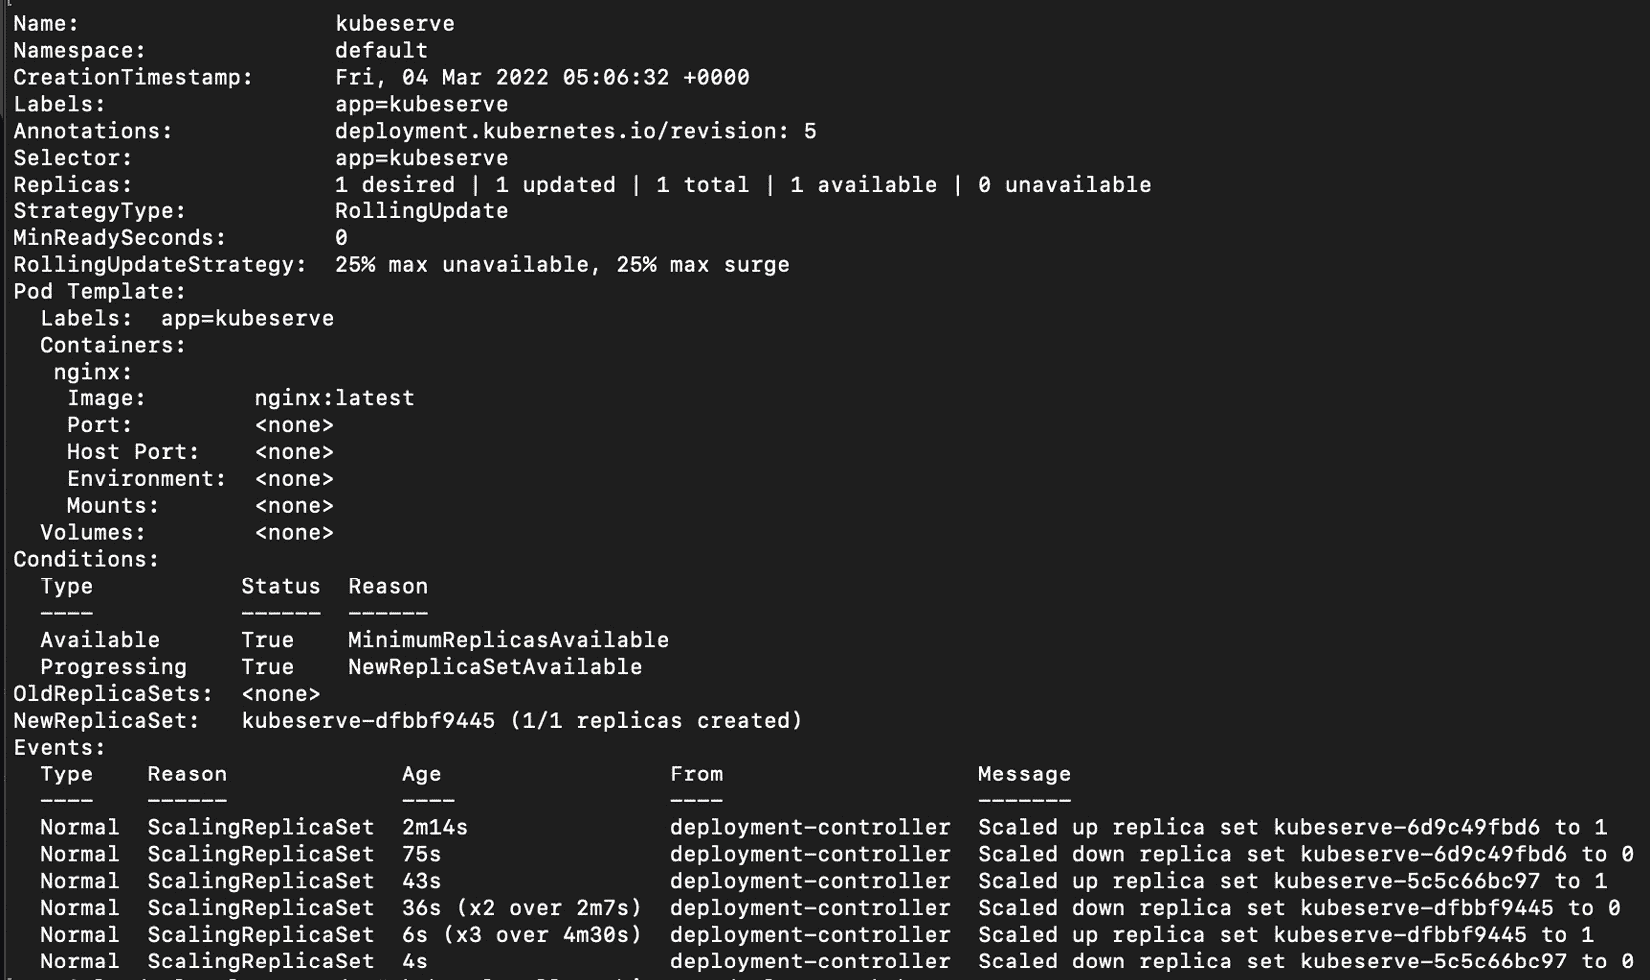 Name:                   kubeserve
Namespace:              default
CreationTimestamp:      Fri, 04 Mar 2022 05:06:32 +0000
Labels:                 app=kubeserve
Annotations:            deployment.kubernetes.io/revision: 5
Selector:               app=kubeserve
Replicas:               1 desired | 1 updated | 1 total | 1 available | 0 unavailable
StrategyType:           RollingUpdate
MinReadySeconds:        0
RollingUpdateStrategy:  25% max unavailable, 25% max surge
Pod Template:
  Labels:  app=kubeserve
  Containers:
   nginx:
    Image:        nginx:latest
    Port:         <none>
    Host Port:    <none>
    Environment:  <none>
    Mounts:       <none>
  Volumes:        <none>
Conditions:
  Type           Status  Reason
  ----           ------  ------
  Available      True    MinimumReplicasAvailable
  Progressing    True    NewReplicaSetAvailable
OldReplicaSets:  <none>
NewReplicaSet:   kubeserve-dfbbf9445 (1/1 replicas created)
Events:
  Type    Reason             Age                 From                   Message
  ----    ------             ----                ----                   -------
  Normal  ScalingReplicaSet  2m14s               deployment-controller  Scaled up replica set kubeserve-6d9c49fbd6 to 1
  Normal  ScalingReplicaSet  75s                 deployment-controller  Scaled down replica set kubeserve-6d9c49fbd6 to 0
  Normal  ScalingReplicaSet  43s                 deployment-controller  Scaled up replica set kubeserve-5c5c66bc97 to 1
  Normal  ScalingReplicaSet  36s (x2 over 2m7s)  deployment-controller  Scaled down replica set kubeserve-dfbbf9445 to 0
  Normal  ScalingReplicaSet  6s (x3 over 4m30s)  deployment-controller  Scaled up replica set kubeserve-dfbbf9445 to 1
  Normal  ScalingReplicaSet  4s                  deployment-controller  Scaled down replica set kubeserve-5c5c66bc97 to 0